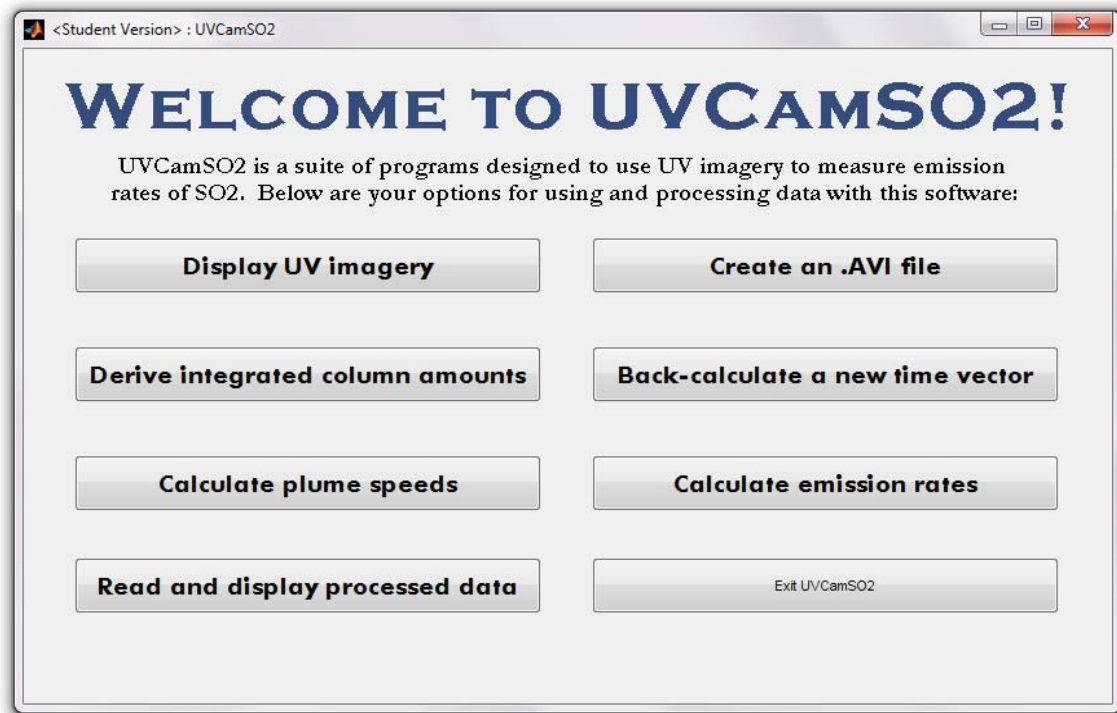 <Student Version> : UVCamSO2
WELCOME TO UVCAMSO2!
UVCamSO2 is a suite of programs designed to use UV imagery to measure emission
rates of SO2.  Below are your options for using and processing data with this software:
Display UV imagery
Create an .AVI file
Derive integrated column amounts
Back-calculate a new time vector
Calculate plume speeds
Calculate emission rates
Read and display processed data
Exit UVCamSO2